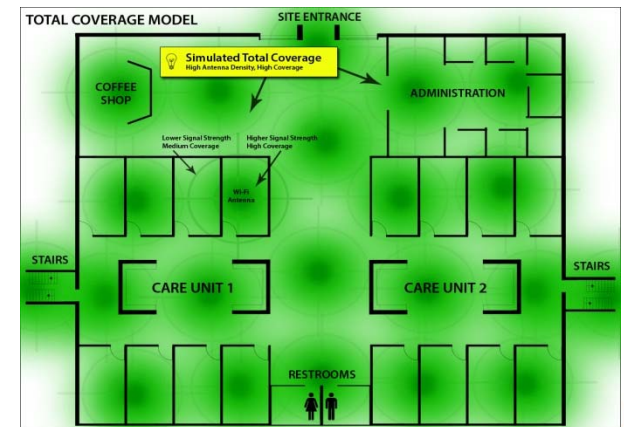 TOTAL COVERAGE MODEL
SITE ENTRANCE
Simulated Total Coverage
High Antenna Density, High Coverage
COFFEE
SHOP
ADMINISTRATION
Lower Signal Strength
Medium Coverage
Higher Signal Strength
High Coverage
Wi-Fi
Antenna
STAIRS
STAIRS
CARE UNIT 1
CARE UNIT 2
RESTROOMS